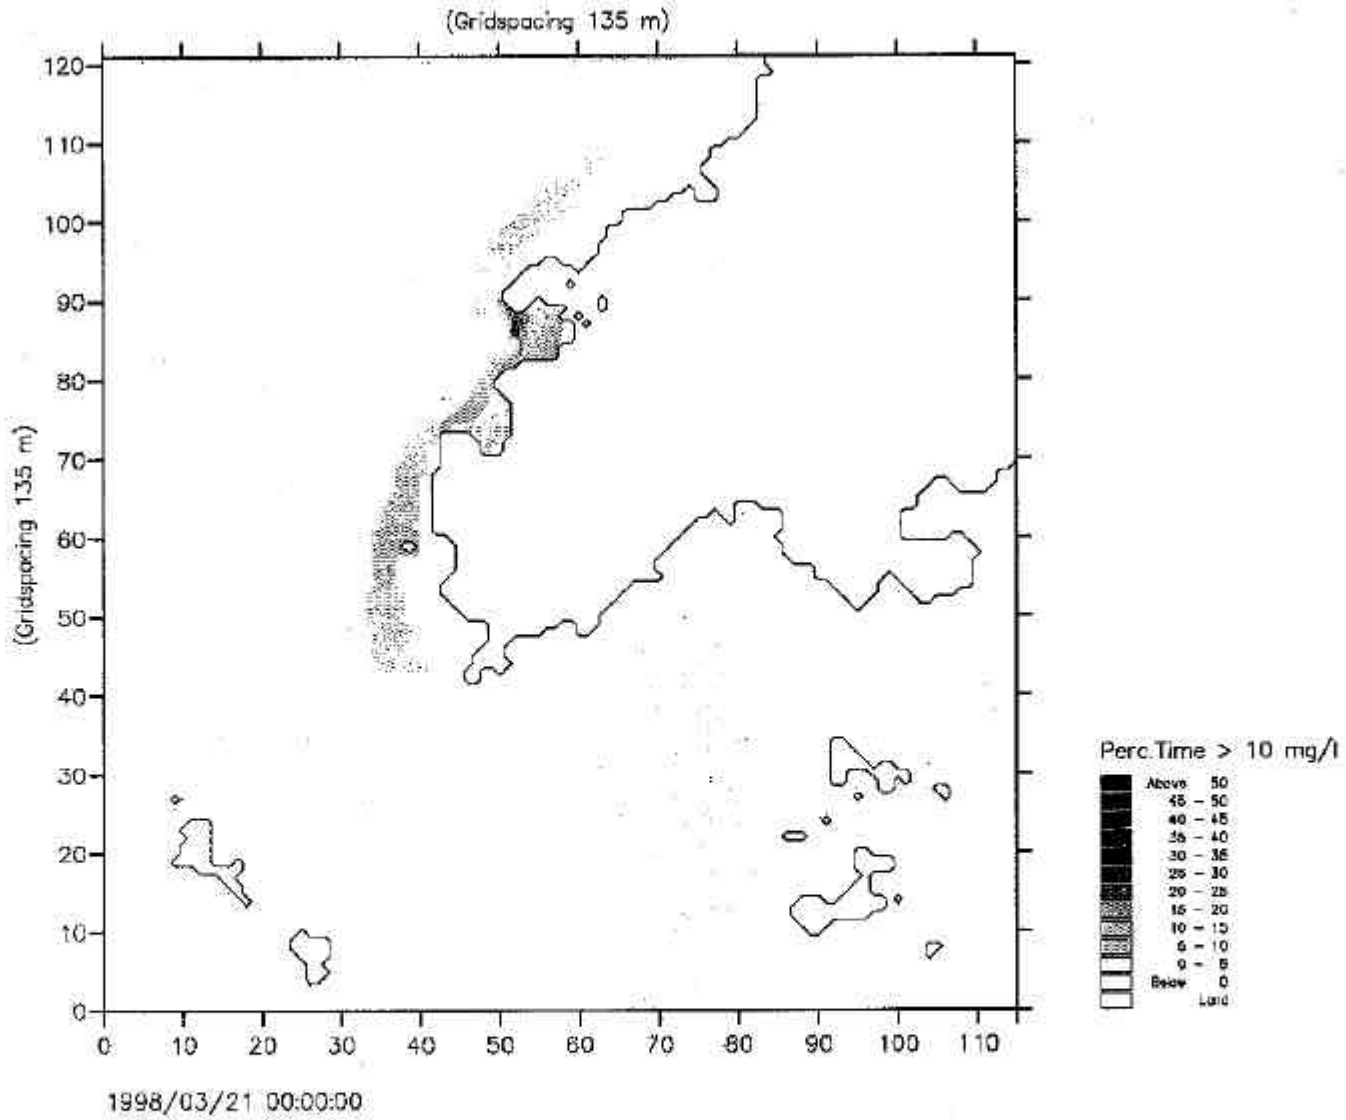 (Gridspacing 135 m)
120
110
100
90
80
70
60
50
40
30
20
10
0
(Gridspacing 135 m)
0 10 20 30 40 50 60 70 80 90 100 110
1998/03/21 00:00:00
Perc.Time > 10 mg/l
Above 50
45 - 50
40 - 45
35 - 40
30 - 35
25 - 30
20 - 25
15 - 20
10 - 15
5 - 10
0 - 5
Below 0
Land